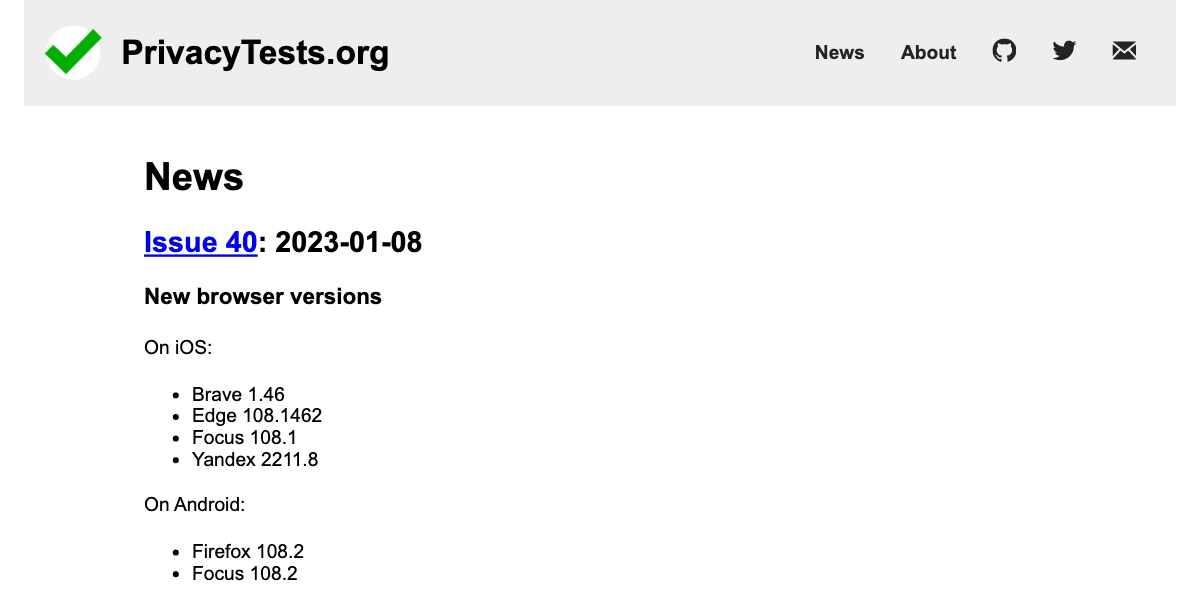 PrivacyTests.org
News About
News
Issue 40: 2023-01-08
New browser versions
On iOS:
• Brave 1.46
• Edge 108.1462
• Focus 108.1
• Yandex 2211.8
On Android:
• Firefox 108.2
• Focus 108.2